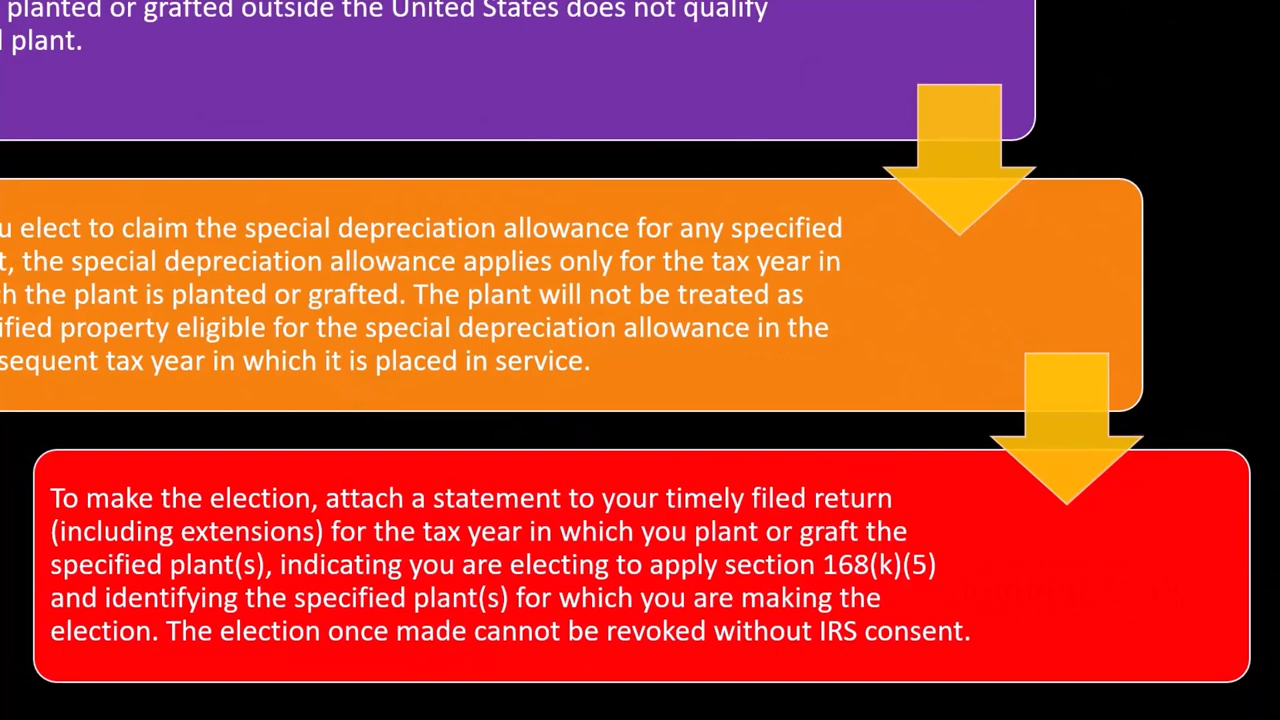 planted or grafted outside the United States does not qualify
plant.
elect to claim the special depreciation allowance for any specified
the special depreciation allowance applies only for the tax year in
the plant is planted or grafted. The plant will not be treated as
property eligible for the special depreciation allowance in the
tax year in which it is placed in service.
To make the election, attach a statement to your timely filed return
(including extensions) for the tax year in which you plant or graft the
specified plant(s), indicating you are electing to apply section 168(k)(5)
and identifying the specified plant(s) for which you are making the
election. The election once made cannot be revoked without IRS consent.